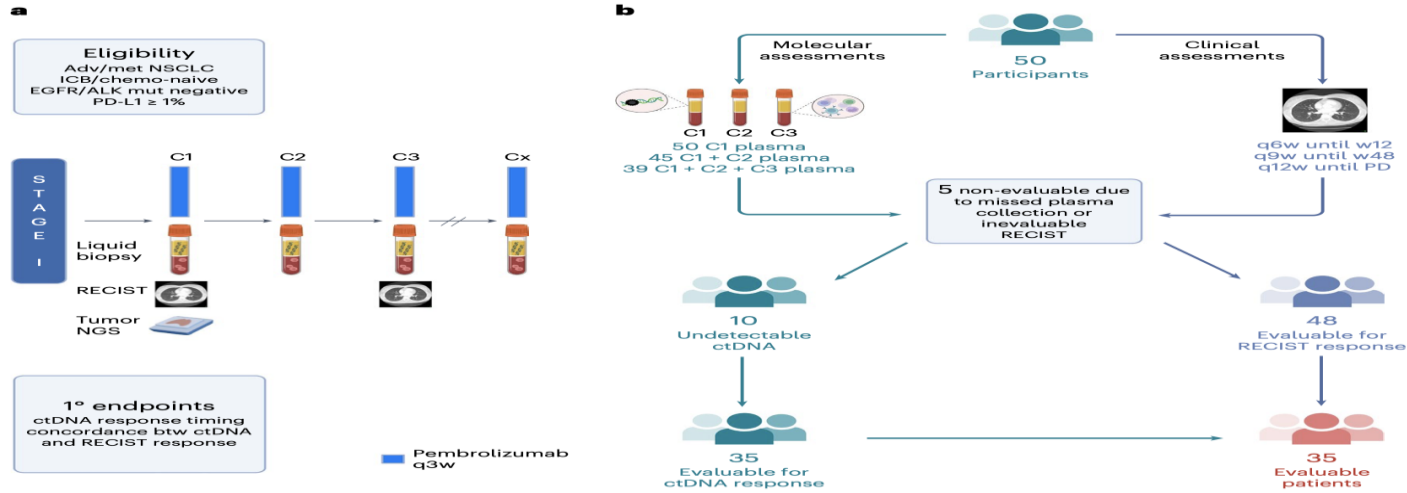 a
Eligibility
Adv/met NSCLC
ICB/chemo-naive
EGFR/ALK mut negative
PD-L1 ≥ 1%
STAGE I
C1
C2
C3
Cx
Liquid
biopsy
RECIST
Tumor
NGS
1° endpoints
ctDNA response timing
concordance btw ctDNA
and RECIST response
Pembrolizumab
q3w
b
Molecular
assessments
50
Participants
Clinical
assessments
C1
C2
C3
50 C1 plasma
45 C1 + C2 plasma
39 C1 + C2 + C3 plasma
q6w until w12
q9w until w48
q12w until PD
5 non-evaluable due
to missed plasma
collection or
inevaluable
RECIST
10
Undetectable
ctDNA
48
Evaluable for
RECIST response
35
Evaluable for
ctDNA response
35
Evaluable
patients